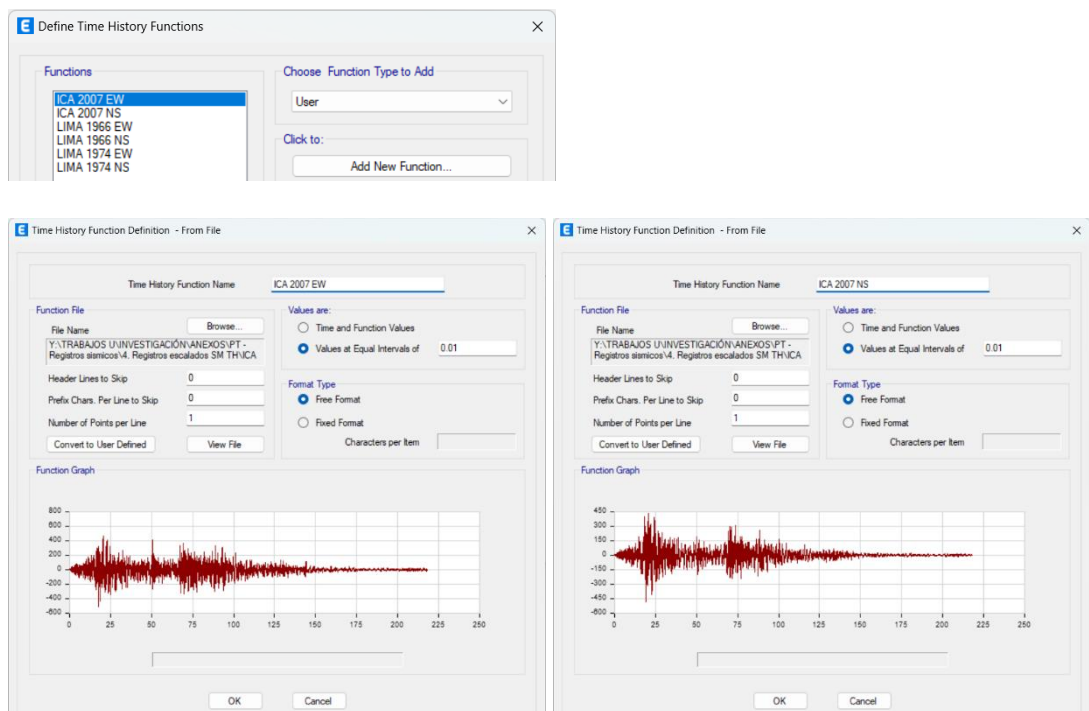 E Define Time History Functions
Functions
Choose Function Type to Add
ICA 2007 EW
ICA 2007 NS
LIMA 1966 EW
LIMA 1966 NS
LIMA 1974 EW
LIMA 1974 NS
User
Click to:
Add New Function...
E Time History Function Definition - From File
Time History Function Name ICA 2007 EW
Function File
File Name Browse...
Y:\TRABAJOS U\INVESTIGACIÓN\ANEXOS\PT -
Registros sismicos\4. Registros escalados SM TH\ICA
Header Lines to Skip 0
Prefix Chars. Per Line to Skip 0
Number of Points per Line 1
Convert to User Defined View File
Values are:
Time and Function Values
Values at Equal Intervals of 0.01
Format Type
Free Format
Fixed Format
Characters per Item
Function Graph
800
600
400
200
0
-200
-400
-600
0 25 50 75 100 125 150 175 200 225 250
OK Cancel
E Time History Function Definition - From File
Time History Function Name ICA 2007 NS
Function File
File Name Browse...
Y:\TRABAJOS U\INVESTIGACIÓN\ANEXOS\PT -
Registros sismicos\4. Registros escalados SM TH\ICA
Header Lines to Skip 0
Prefix Chars. Per Line to Skip 0
Number of Points per Line 1
Convert to User Defined View File
Values are:
Time and Function Values
Values at Equal Intervals of 0.01
Format Type
Free Format
Fixed Format
Characters per Item
Function Graph
450
300
150
0
-150
-300
-450
-600
0 25 50 75 100 125 150 175 200 225 250
OK Cancel